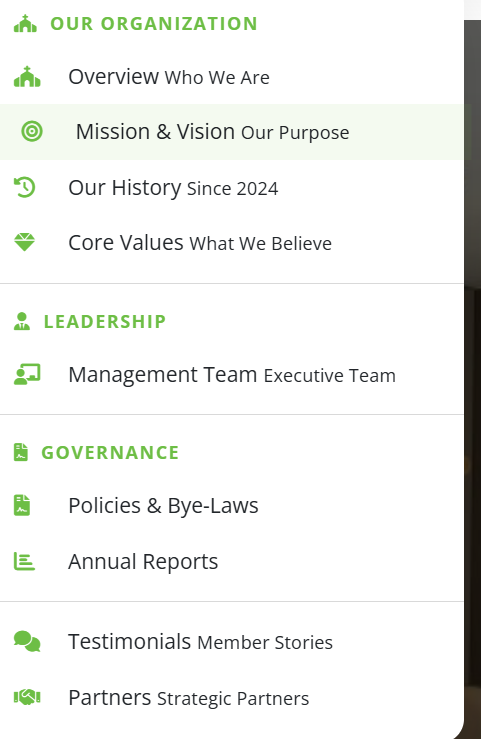 OUR ORGANIZATION
Overview Who We Are
Mission & Vision Our Purpose
Our History Since 2024
Core Values What We Believe
LEADERSHIP
Management Team Executive Team
GOVERNANCE
Policies & Bye-Laws
Annual Reports
Testimonials Member Stories
Partners Strategic Partners